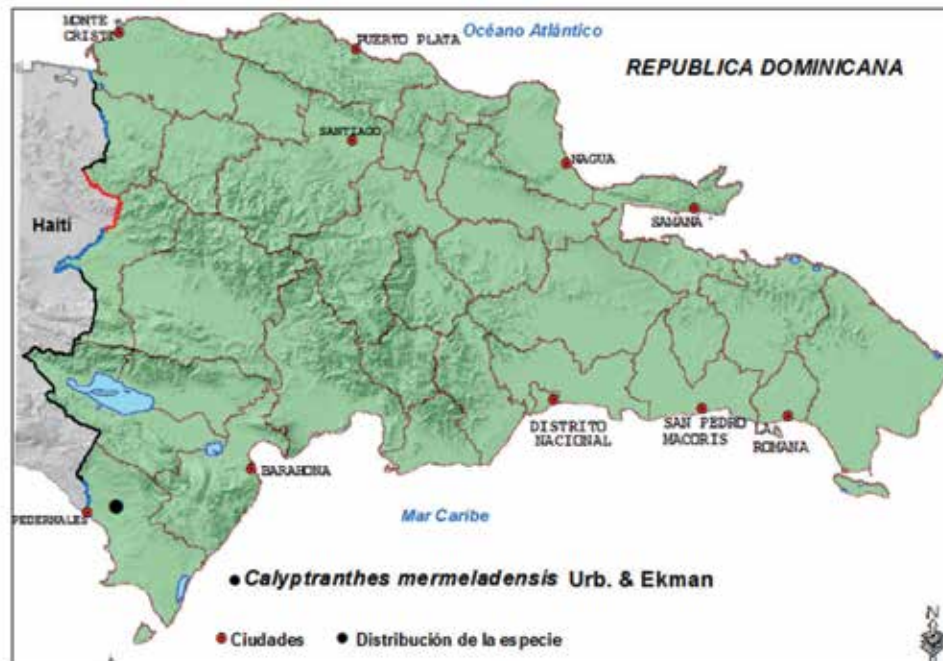 MONTE
CRISTI
PUERTO PLATA
Océano Atlántico
REPUBLICA DOMINICANA
SANTIAGO
NAGUA
SAMANA
Haití
DISTRITO
NACIONAL
SAN PEDRO
MACORIS
LA
ROMANA
BARAHONA
PEDERNALES
Mar Caribe
Calyptranthes mermeladensis Urb. & Ekman
Ciudades
Distribución de la especie
N